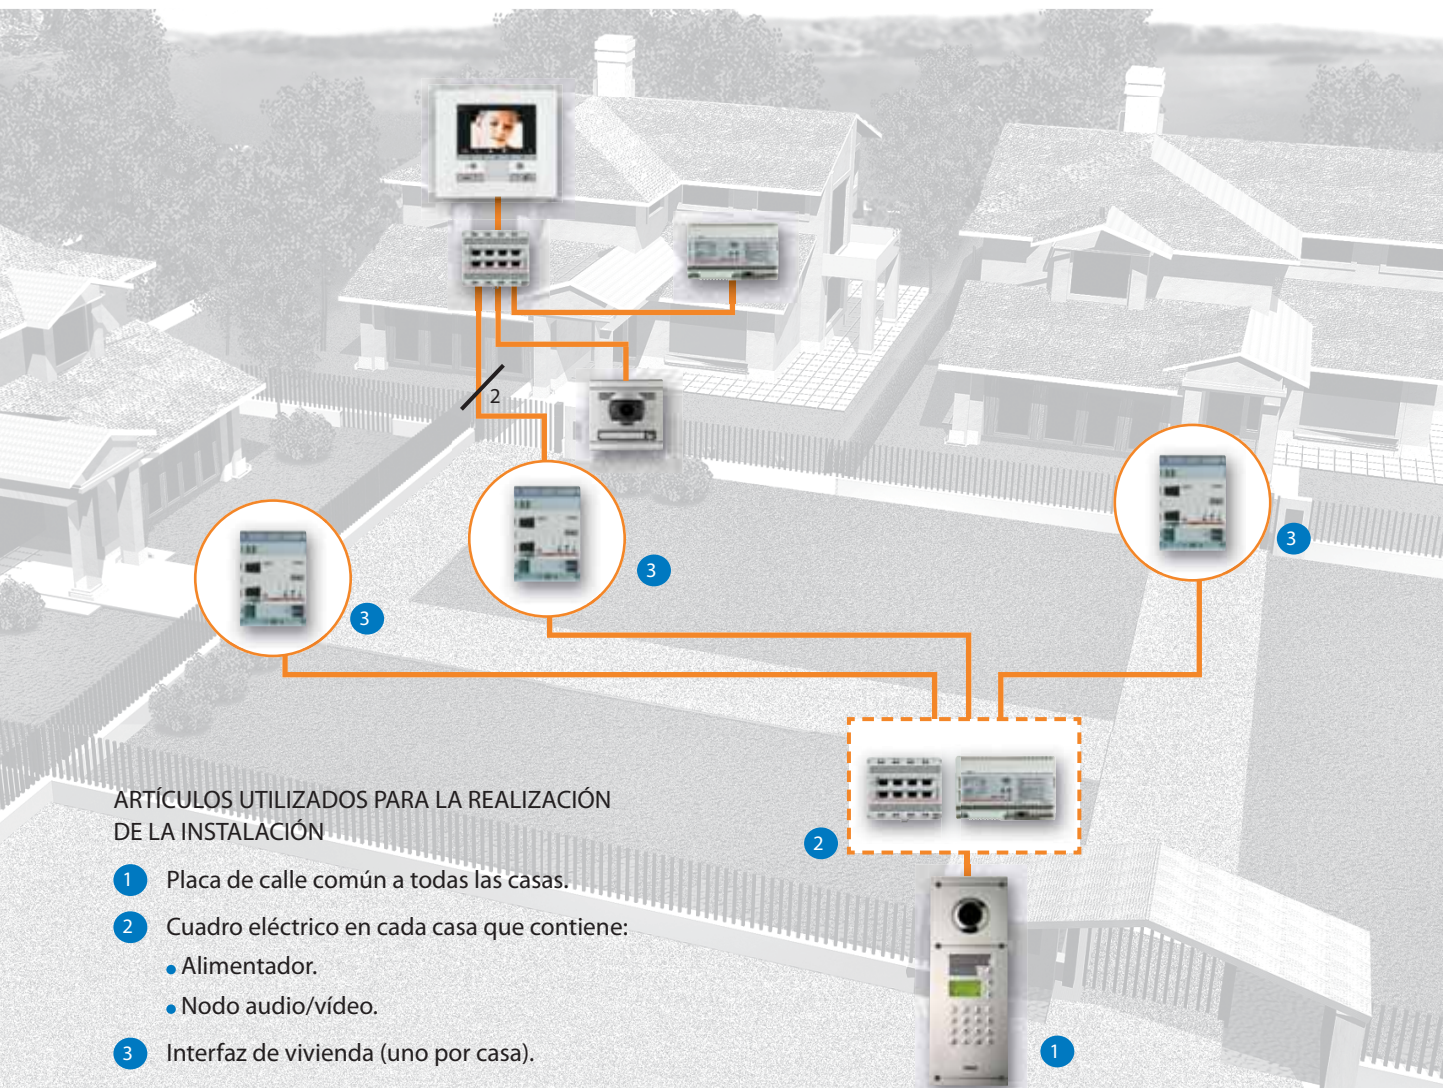 2
3
3
3
2
ARTÍCULOS UTILIZADOS PARA LA REALIZACIÓN
DE LA INSTALACIÓN
1 Placa de calle común a todas las casas.
2 Cuadro eléctrico en cada casa que contiene:
• Alimentador.
• Nodo audio/vídeo.
3 Interfaz de vivienda (uno por casa).
1